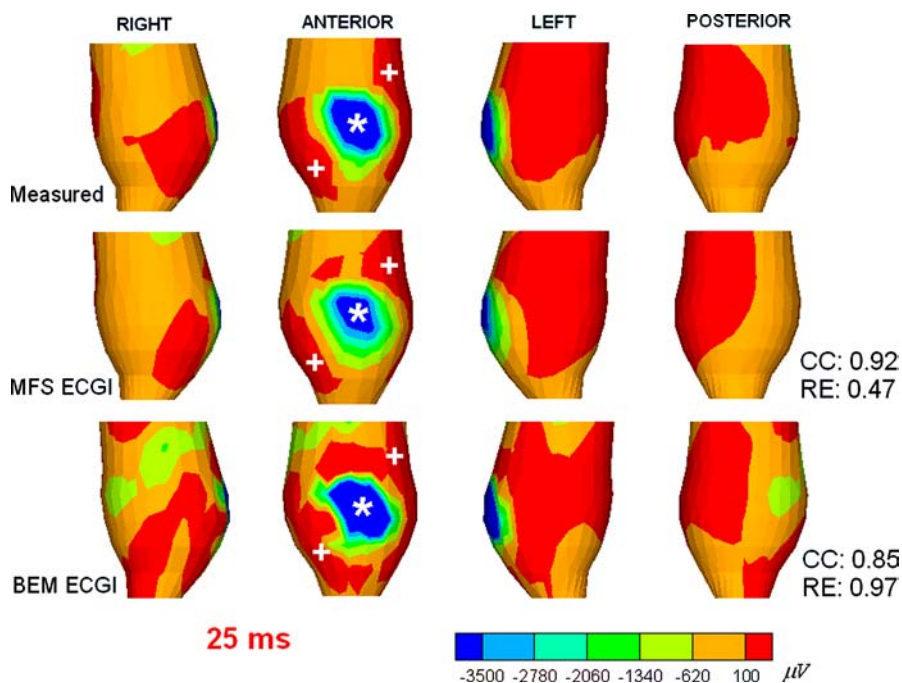 RIGHT ANTERIOR LEFT POSTERIOR
+
*
+
Measured
+
*
+
MFS ECGI
CC: 0.92
RE: 0.47
+
*
+
BEM ECGI
CC: 0.85
RE: 0.97
25 ms
-3500 -2780 -2060 -1340 -620 100 μV